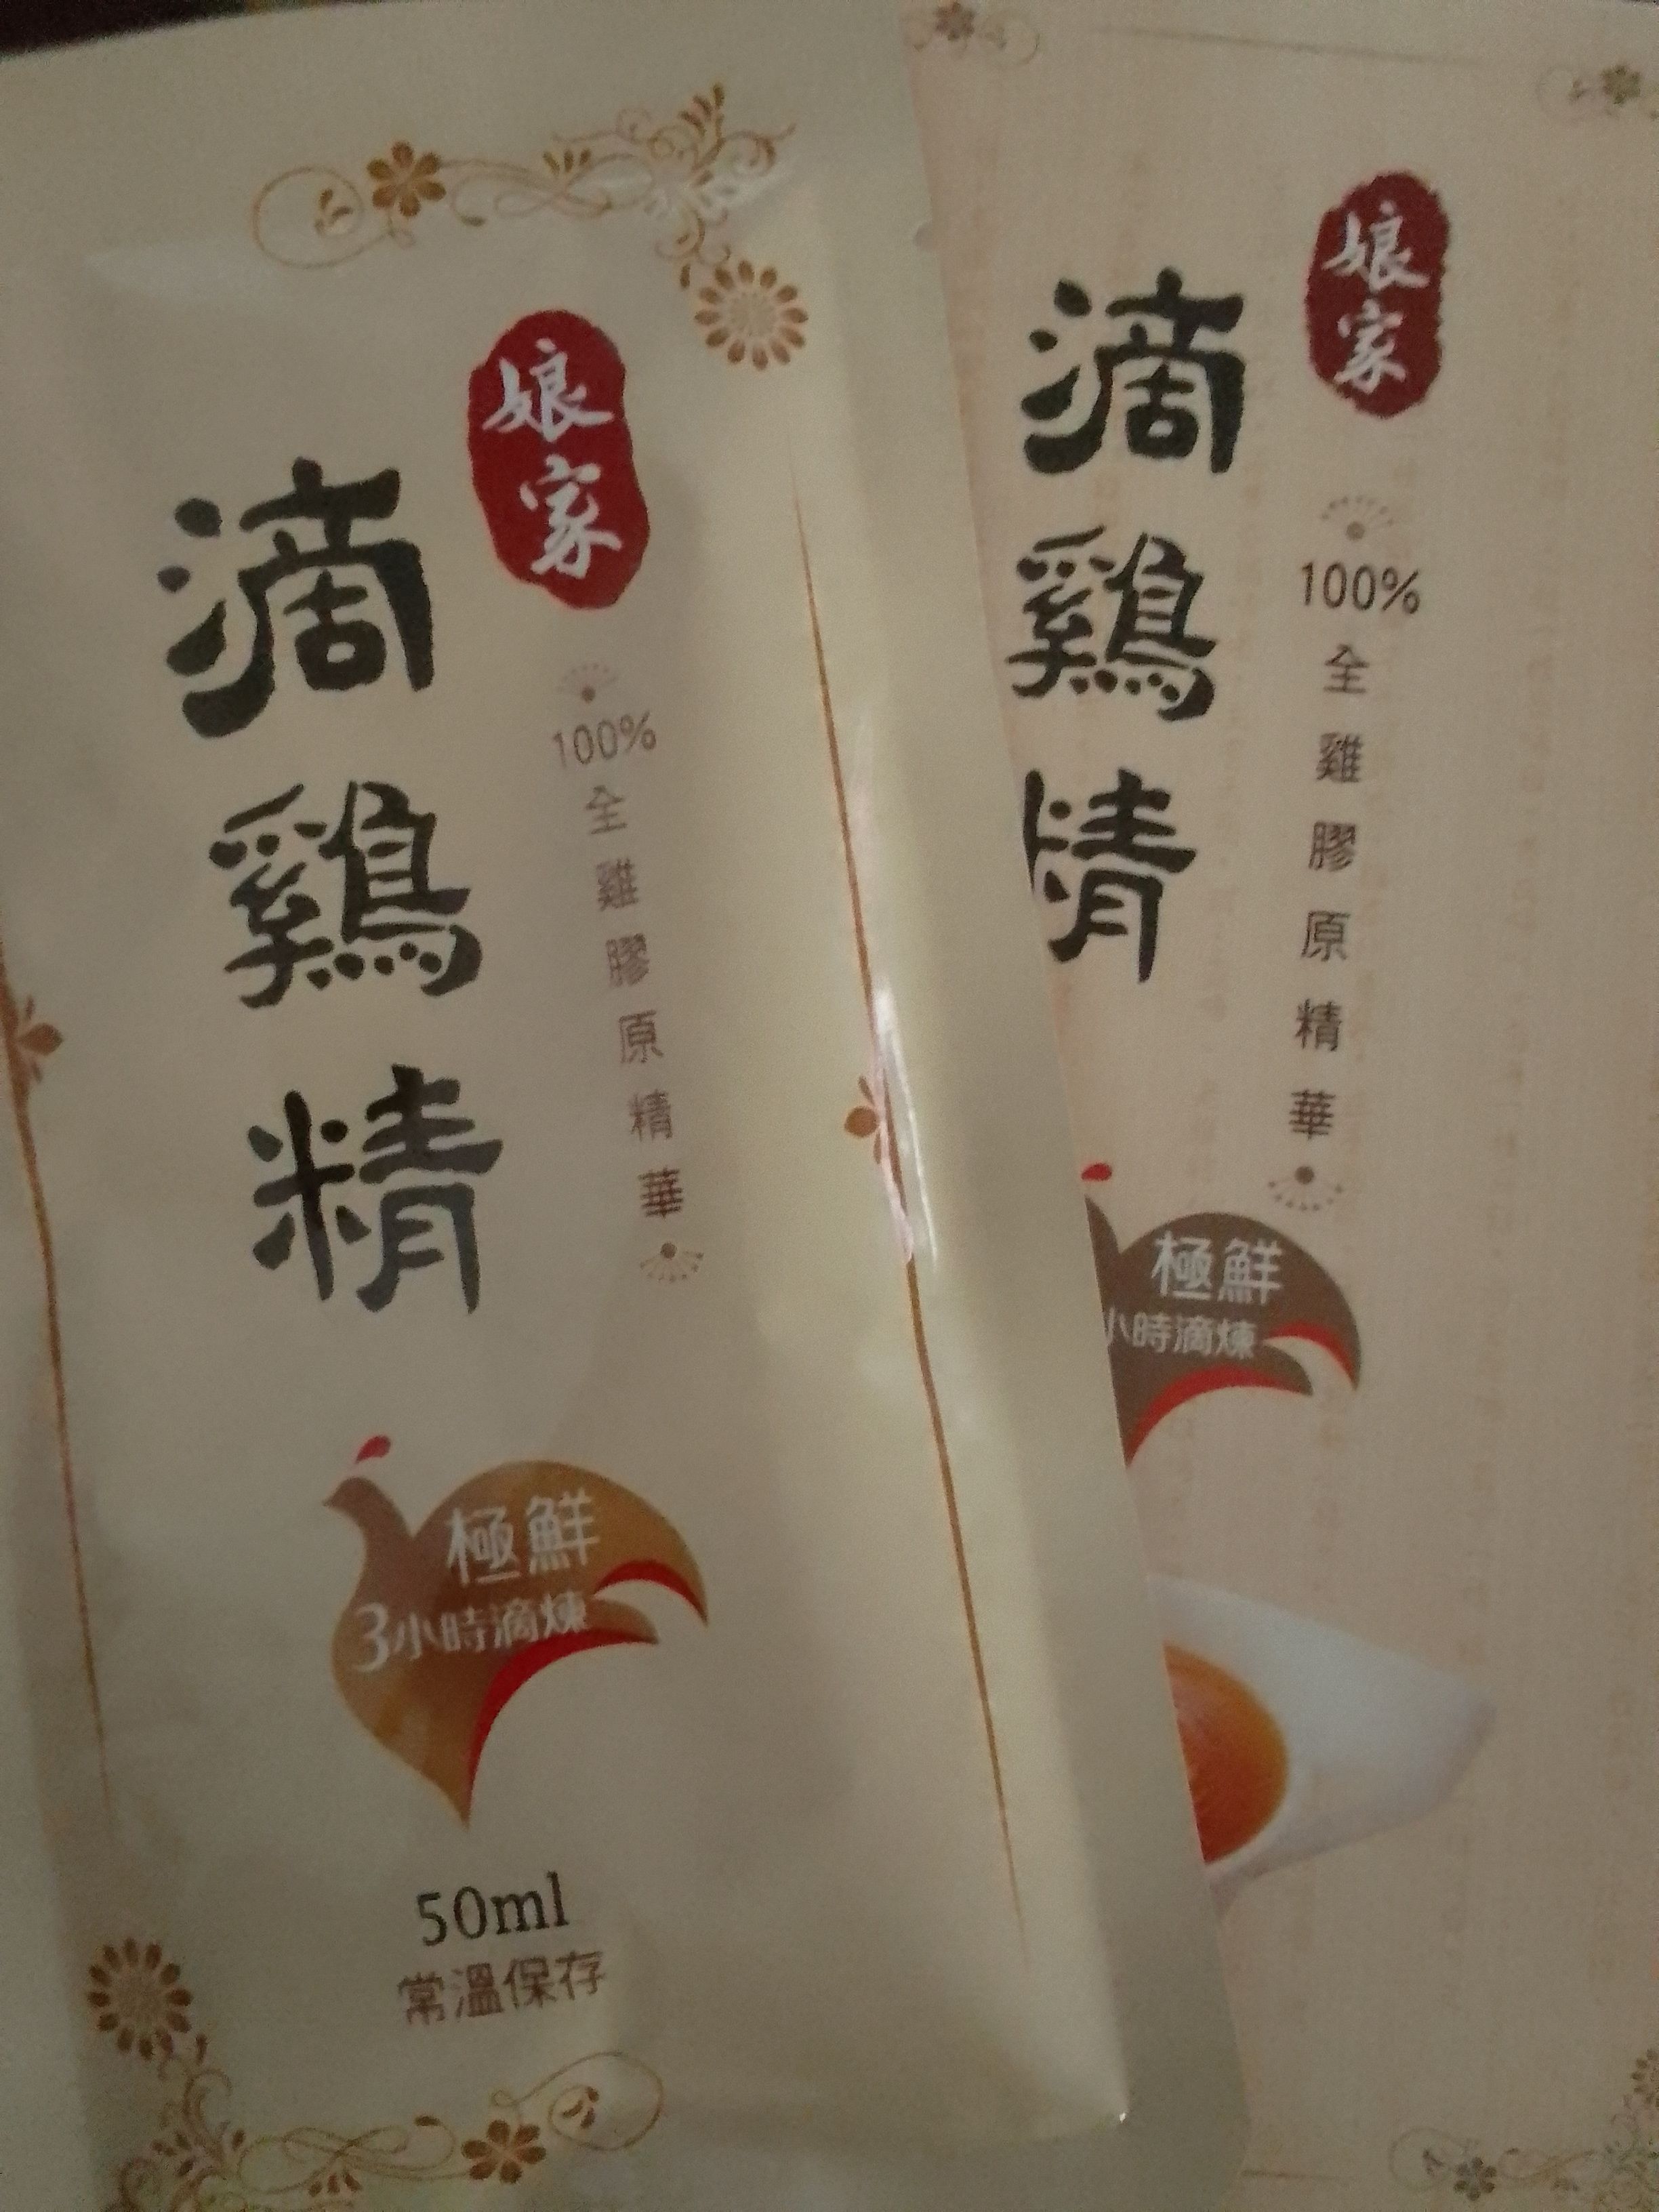 娘家
滴鷄精
100%全雞膠原精華
極鮮
3小時滴煉
50ml
常溫保存
娘家
滴鷄精
100%全雞膠原精華
極鮮
小時滴煉